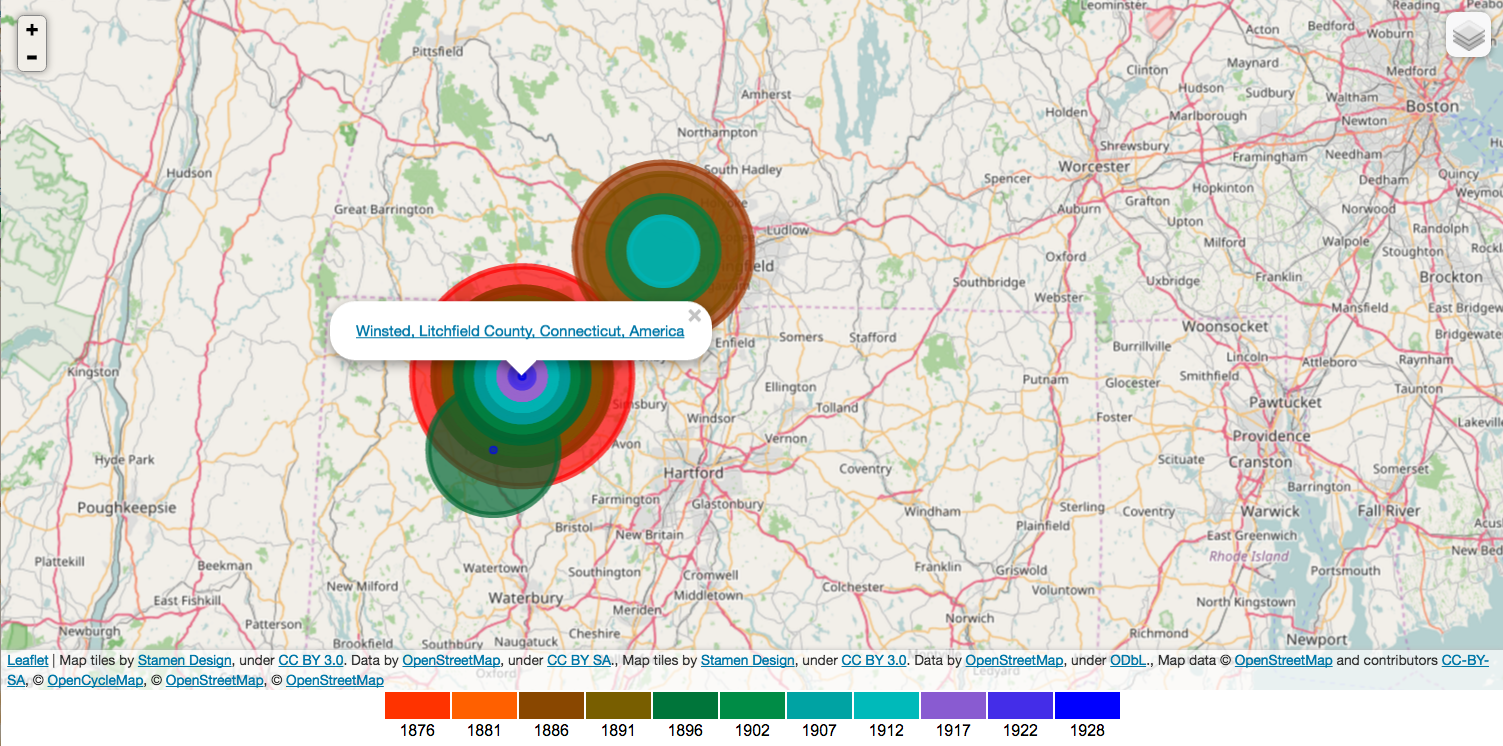 +
-
Leominster
Reading
Peabo
Acton
Bedford
Woburn
Pittsfield
Maynard
Clinton
Medford
Hudson
Sudbury
Waltham
Amherst
Boston
Holden
Marlborough
Newton
Northampton
Shrewsbury
Framingham
Needham
Worcester
South Hadley
Hudson
Spencer
Hopkinton
Dedham
Quincy
Weymou
Auburn
Grafton
Norwood
Great Barrington
Upton
Randolph
Ludlow
Milford
Walpole
Rockl
Oxford
Franklin
Brockton
Southbridge
Uxbridge
Webster
Mansfield
East Bridgew
Woonsocket
Winsted, Litchfield County, Connecticut, America
×
Enfield
Somers
Stafford
Burrillville
Bridgewater
Lincoln
Attleboro
Raynham
Kingston
Smithfield
Putnam
Glocester
Taunton
Ellington
Pawtucket
Simsbury
Tolland
Windsor
Foster
Lakeville
Vernon
Providence
Avon
Hyde Park
Scituate
Cranston
Somerset
Hartford
Coventry
Barrington
Farmington
Poughkeepsie
Glastonbury
Windham
Sterling
Coventry
Warwick
Fall River
Bristol
Plainfield
Acus
New Britain
East Greenwich
Rhode Island
New Bed
Plattekill
Beekman
Watertown
Southington
Cromwell
Franklin
Griswold
Portsmouth
New Milford
Colchester
Voluntown
East Fishkill
Waterbury
Middletown
North Kingstown
Meriden
Norwich
Patterson
Newburgh
Cheshire
Richmond
Newport
Brookfield
Southbury
Naugatuck
Leaflet | Map tiles by Stamen Design, under CC BY 3.0. Data by OpenStreetMap, under CC BY SA., Map tiles by Stamen Design, under CC BY 3.0. Data by OpenStreetMap, under ODbL., Map data © OpenStreetMap and contributors CC-BY-
SA, © OpenCycleMap, © OpenStreetMap, © OpenStreetMap
Oxford
Ledyard
1876 1881 1886 1891 1896 1902 1907 1912 1917 1922 1928